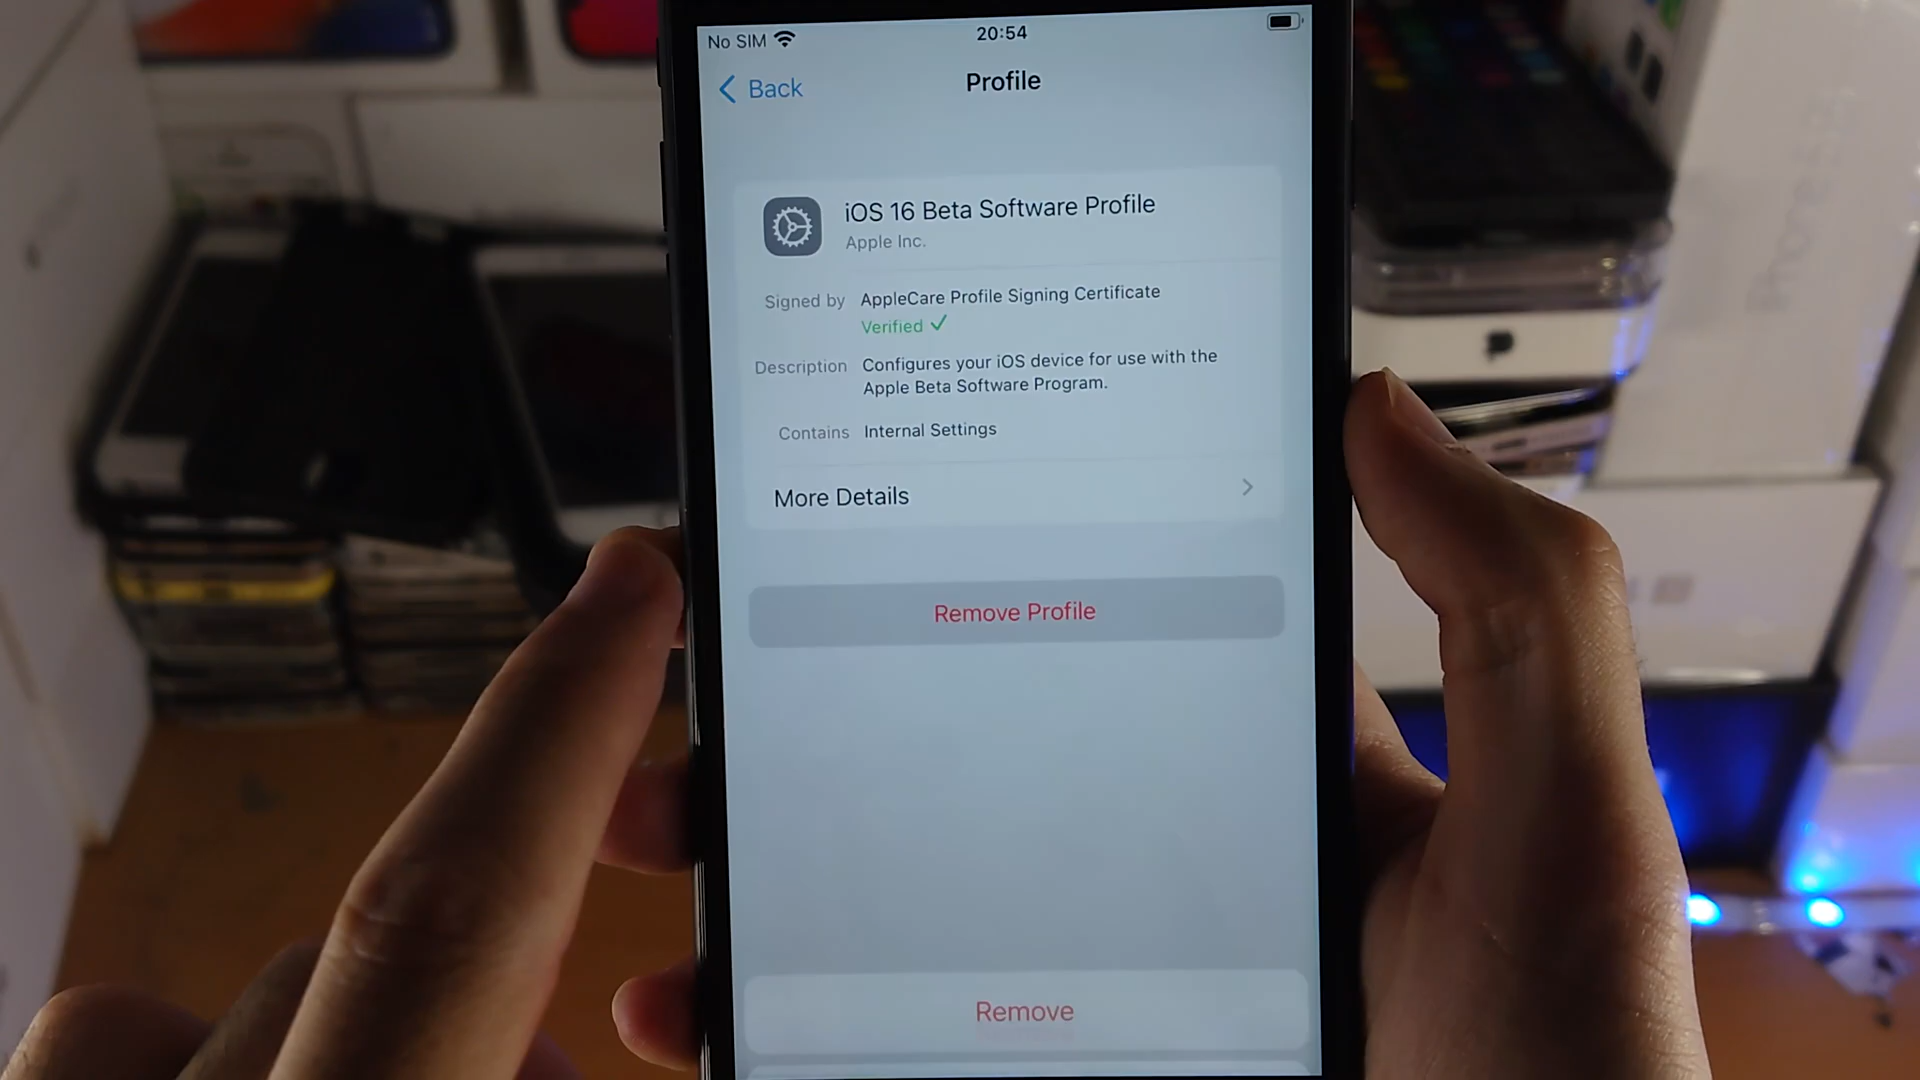 No SIM
20:54
Back
Profile
iOS 16 Beta Software Profile
Apple Inc.
Signed by AppleCare Profile Signing Certificate
Verified ✓
Description Configures your iOS device for use with the
Apple Beta Software Program.
Contains Internal Settings
More Details
Remove Profile
Remove